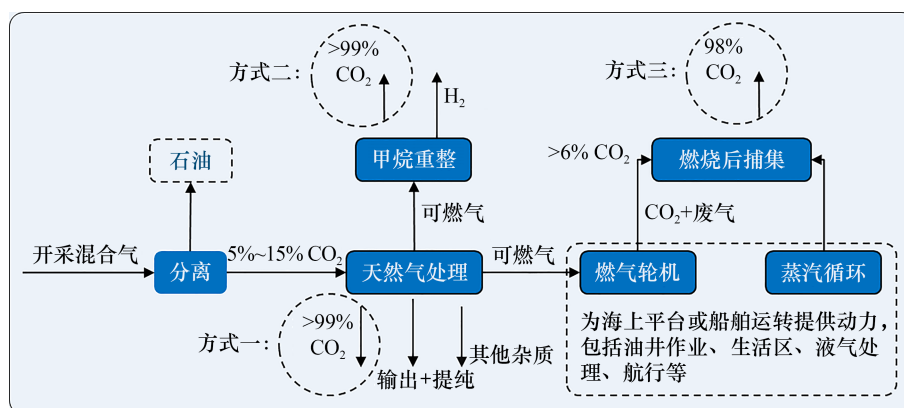 方式二：
>99%
CO₂
H₂
方式三：
98%
CO₂
石油
甲烷重整
>6% CO₂
燃烧后捕集
可燃气
CO₂+废气
开采混合气
分离
5%~15% CO₂
天然气处理
可燃气
燃气轮机
蒸汽循环
方式一：
>99%
CO₂
输出+提纯
其他杂质
为海上平台或船舶运转提供动力，
包括油井作业、生活区、液气处
理、航行等